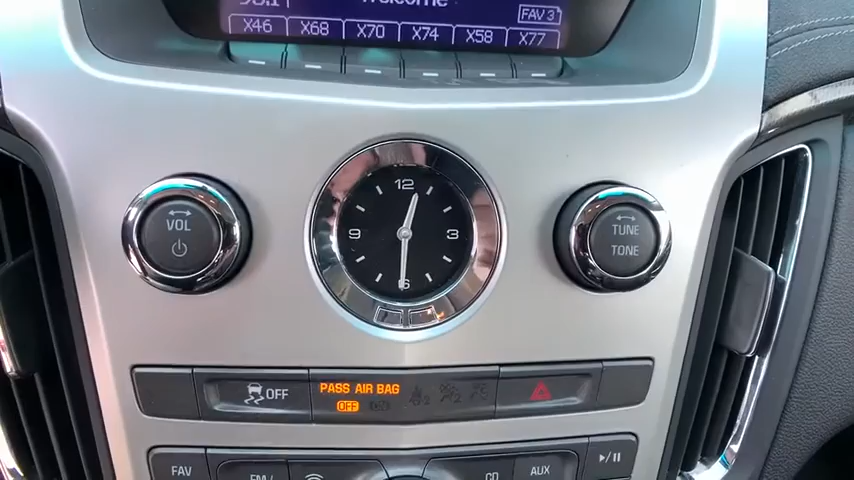 Welcome
FAV 3
X46 X68 X70 X74 X58 X77
VOL
12
9 3
6
TUNE
TONE
OFF
PASS AIR BAG
OFF
FAV
CD
AUX